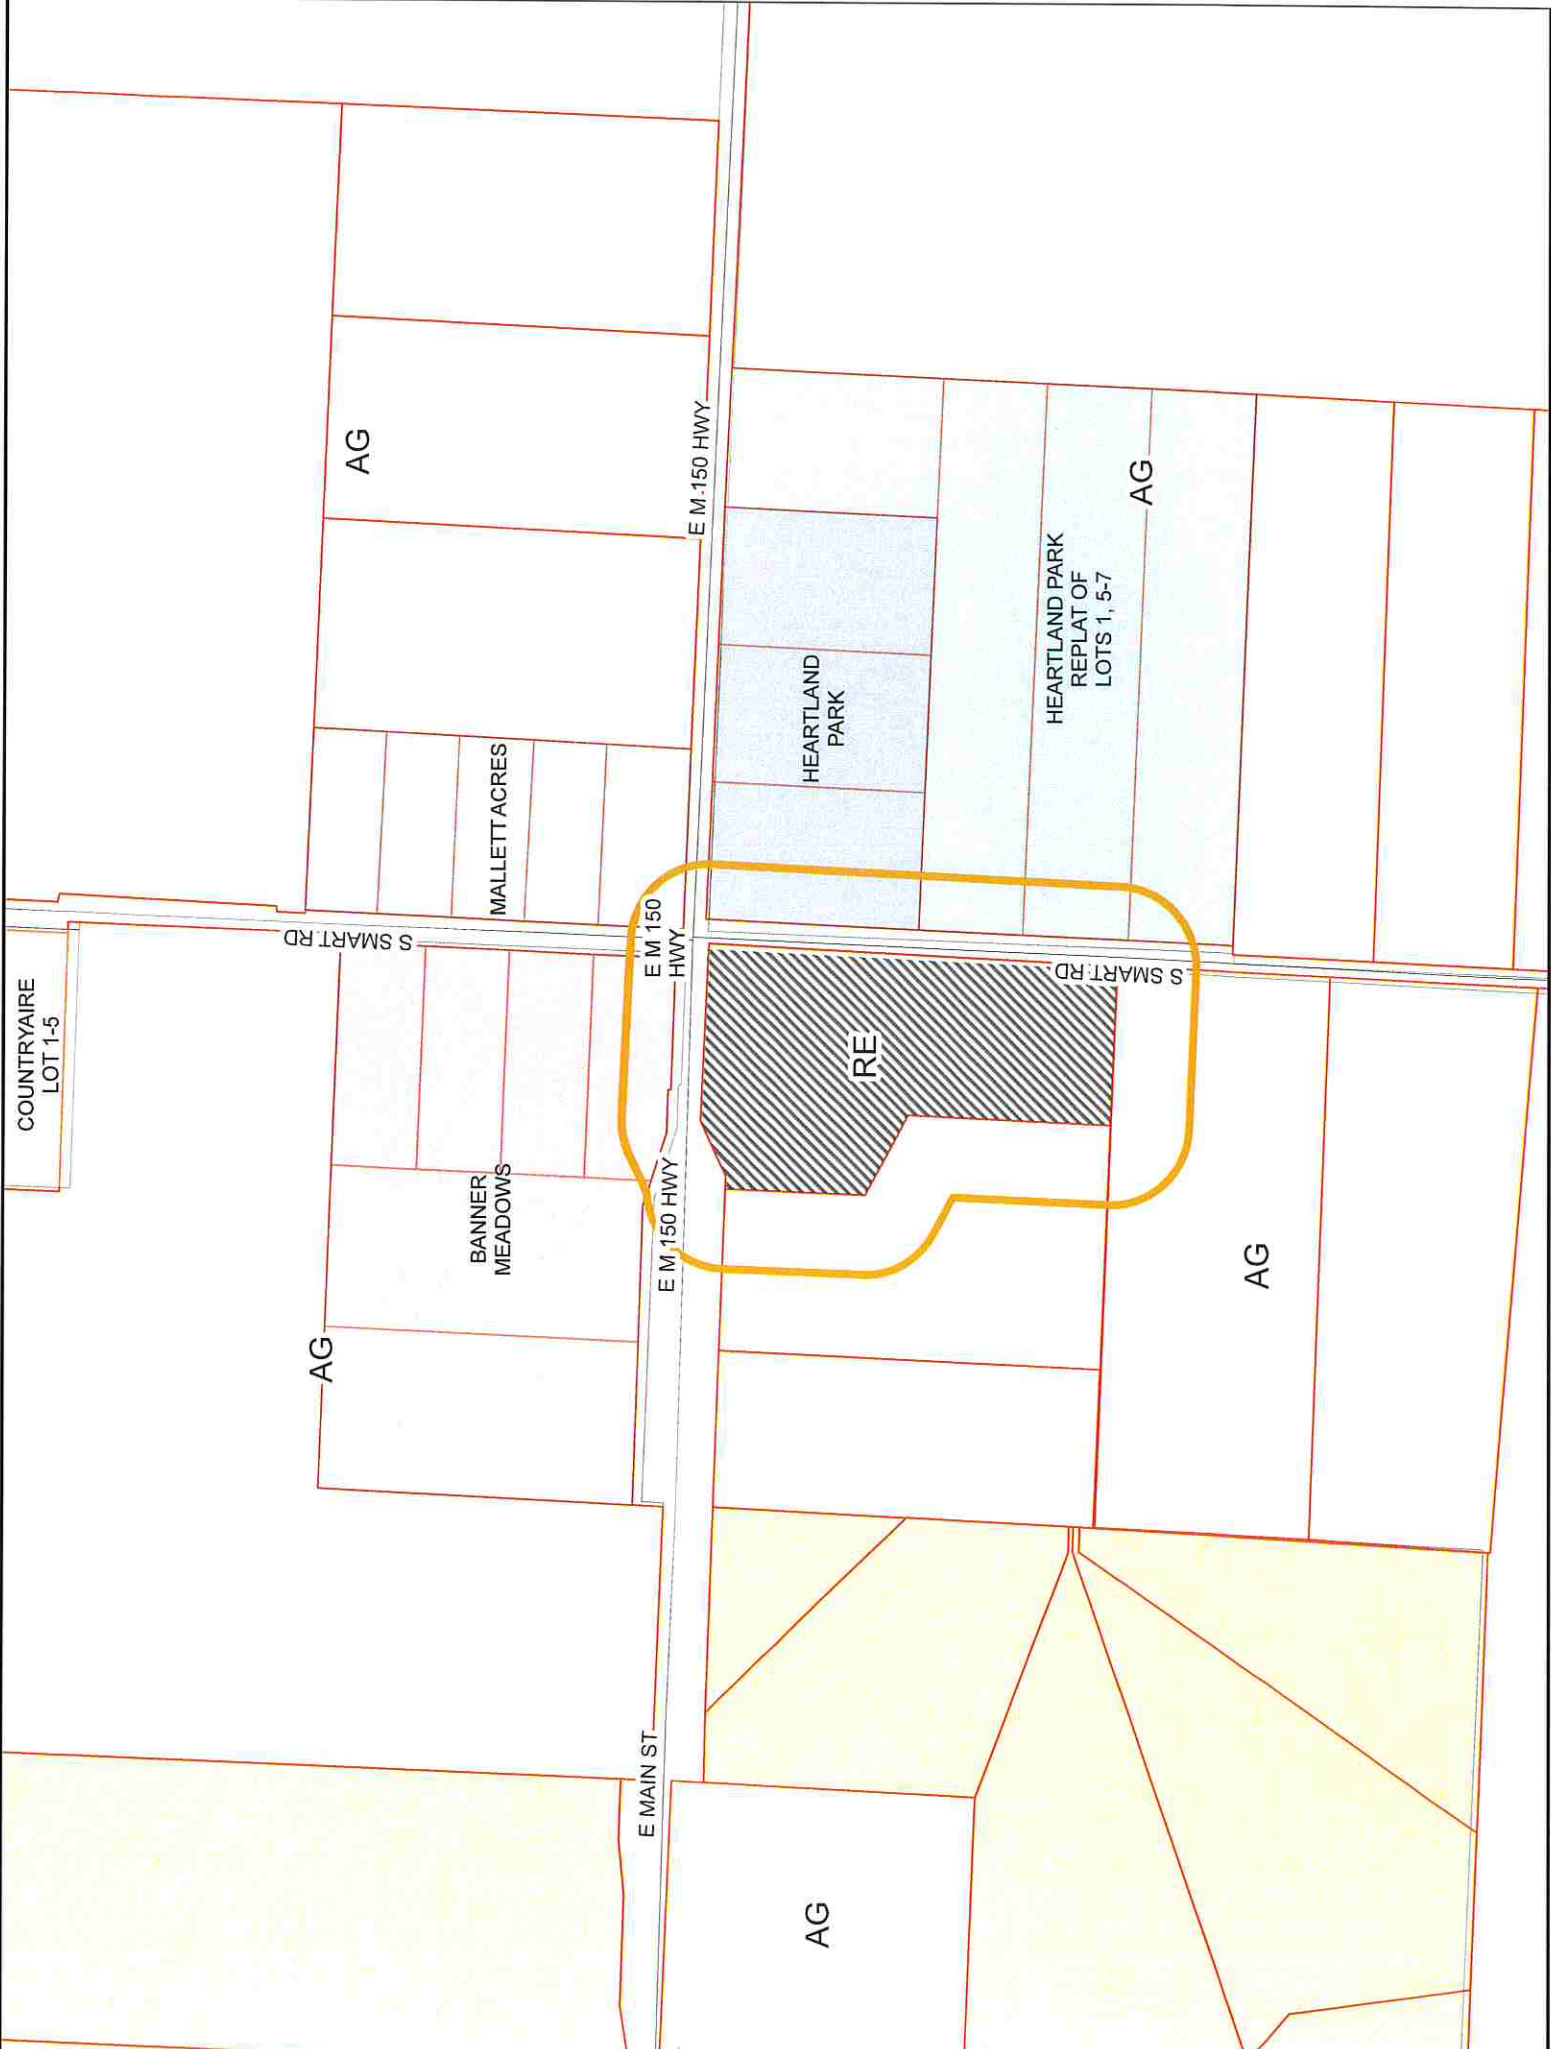 COUNTRYAIRE
LOT 1-5
S SMART RD
AG
MALLETT ACRES
E M 150 HWY
AG
BANNER
MEADOWS
E M 150
HWY
E M 150 HWY
E MAIN ST
HEARTLAND
PARK
HEARTLAND PARK
REPLAT OF
LOTS 1, 5-7
AG
RE
S SMART RD
AG
AG